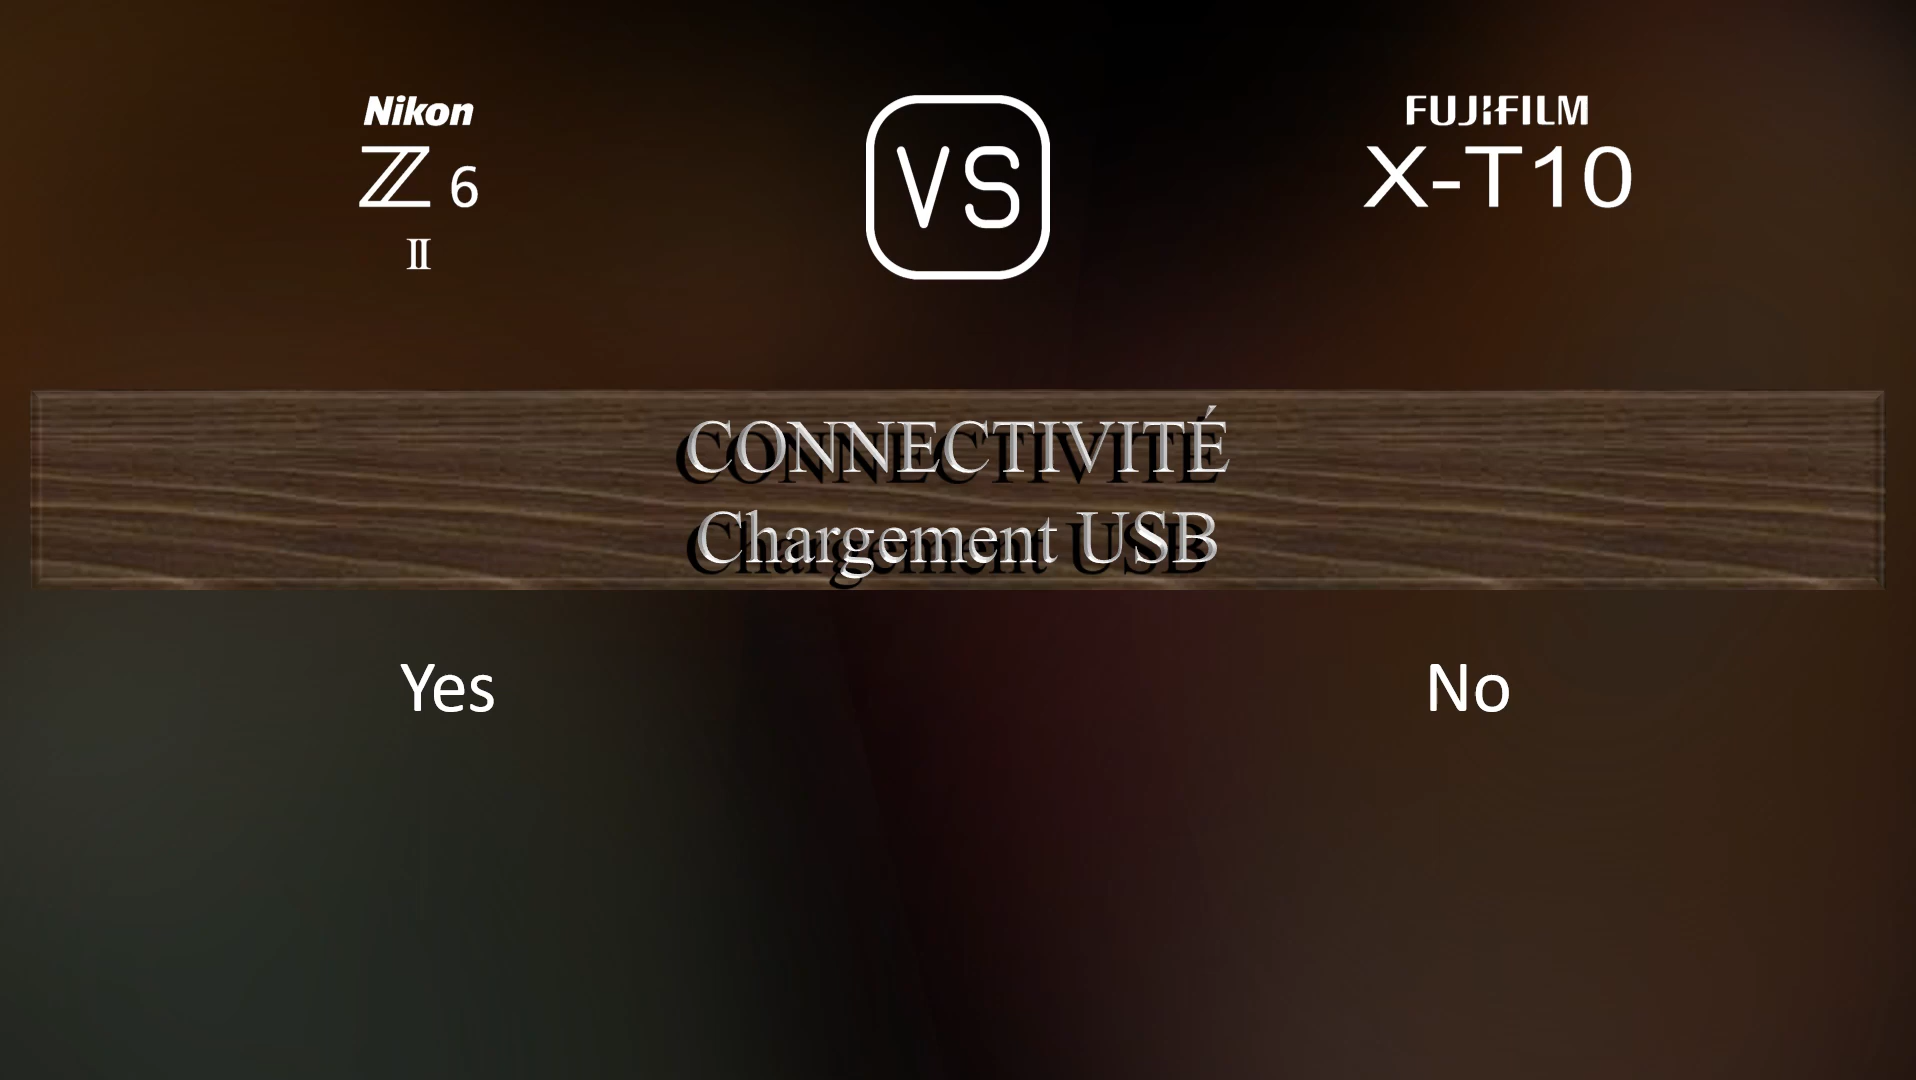 Nikon
Z 6
II
VS
FUJIFILM
X-T10
CONNECTIVITÉ
Chargement USB
Yes
No